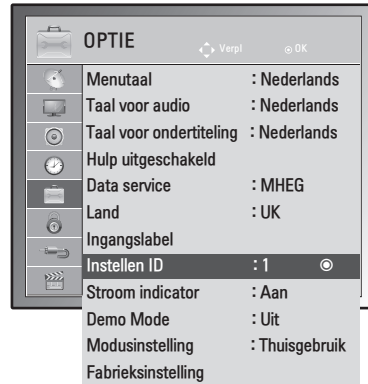 OPTIE
Verpl OK
Menutaal : Nederlands
Taal voor audio : Nederlands
Taal voor ondertiteling : Nederlands
Hulp uitgeschakeld
Data service : MHEG
Land : UK
Ingangslabel
Instellen ID : 1
Stroom indicator : Aan
Demo Mode : Uit
Modusinstelling : Thuisgebruik
Fabrieksinstelling